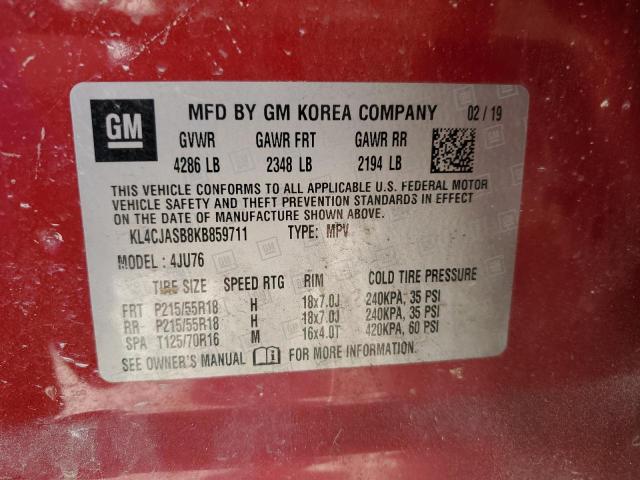 GM MFD BY GM KOREA COMPANY 02 / 19
GVWR GAWR FRT GAWR RR
4286 LB 2348 LB 2194 LB
THIS VEHICLE CONFORMS TO ALL APPLICABLE U.S. FEDERAL MOTOR
VEHICLE SAFETY AND THEFT PREVENTION STANDARDS IN EFFECT
ON THE DATE OF MANUFACTURE SHOWN ABOVE.
KL4CJASB8KB859711 TYPE: MPV
MODEL : 4JU76
TIRE SIZE SPEED RTG RIM COLD TIRE PRESSURE
FRT P215/55R18 H 18x7.0J 240KPA, 35 PSI
RR P215/55R18 H 18x7.0J 240KPA, 35 PSI
SPA T125/70R16 M 16x4.0T 420KPA, 60 PSI
SEE OWNER'S MANUAL FOR MORE INFORMATION.